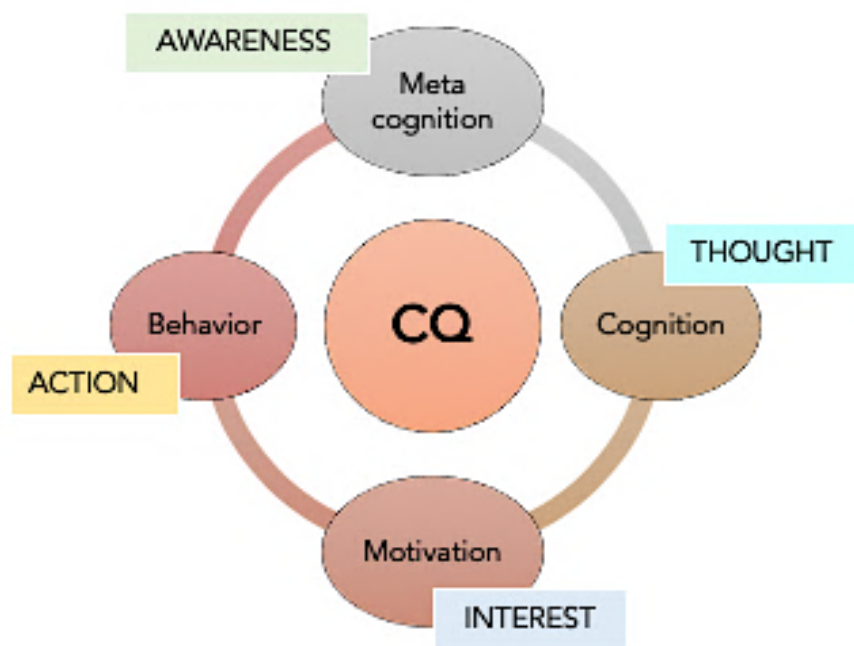 AWARENESS
Meta
cognition
THOUGHT
Behavior
CQ
Cognition
ACTION
Motivation
INTEREST